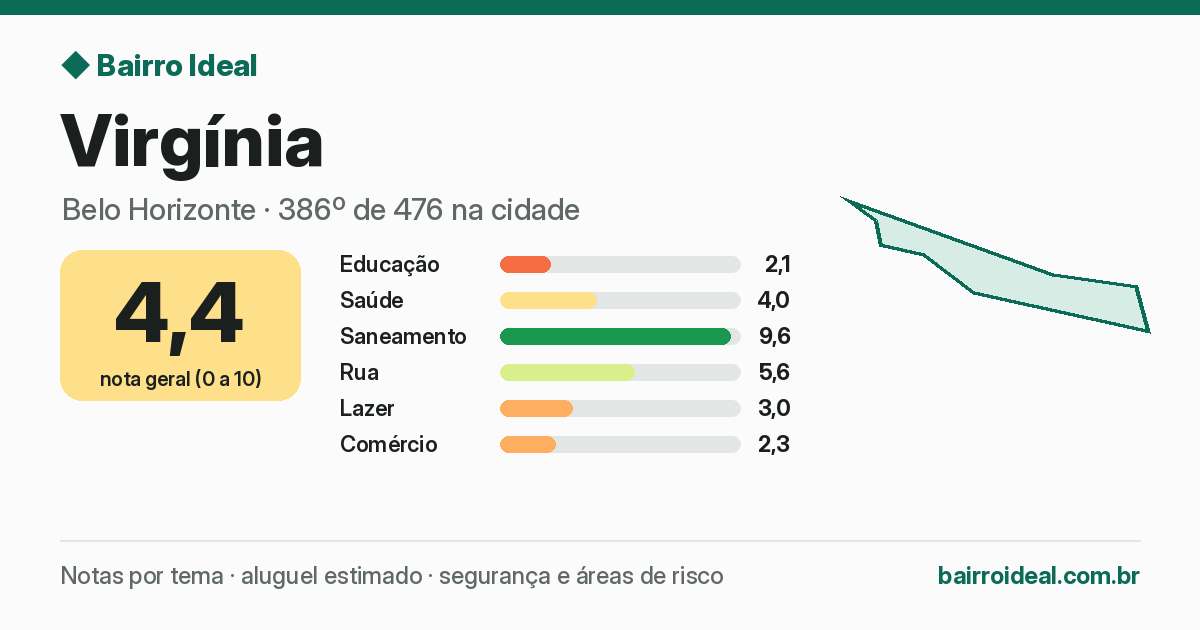 Bairro Ideal
Virgínia
Belo Horizonte · 386º de 476 na cidade
4,4
nota geral (0 a 10)
Educação 2,1
Saúde 4,0
Saneamento 9,6
Rua 5,6
Lazer 3,0
Comércio 2,3
Notas por tema · aluguel estimado · segurança e áreas de risco
bairroideal.com.br